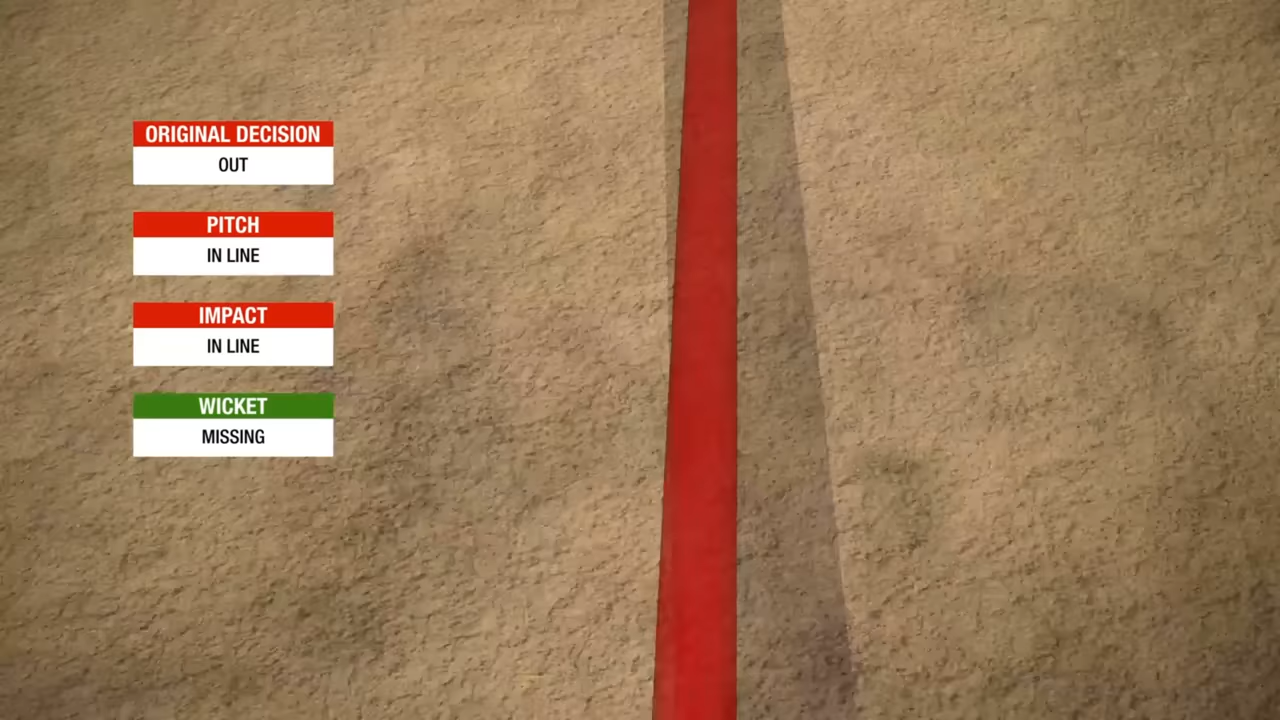 ORIGINAL DECISION
OUT
PITCH
IN LINE
IMPACT
IN LINE
WICKET
MISSING